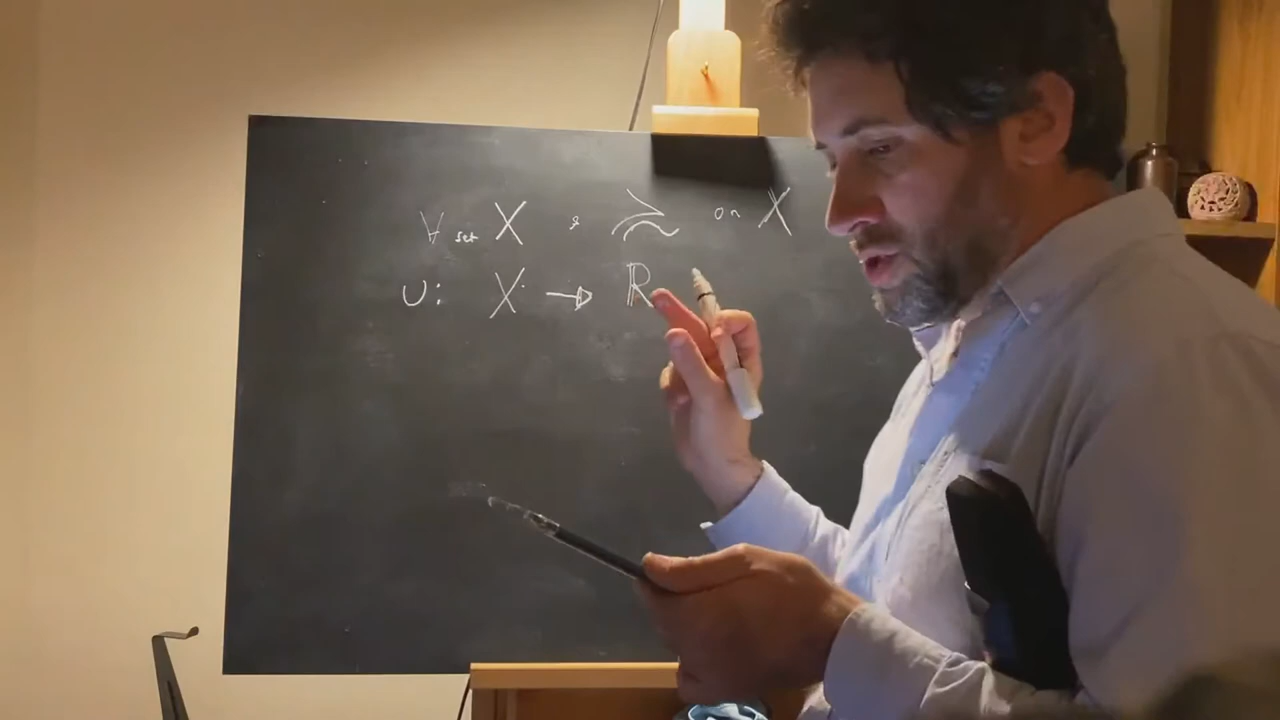 ∀ set X & ≿ on X
U: X → ℝ